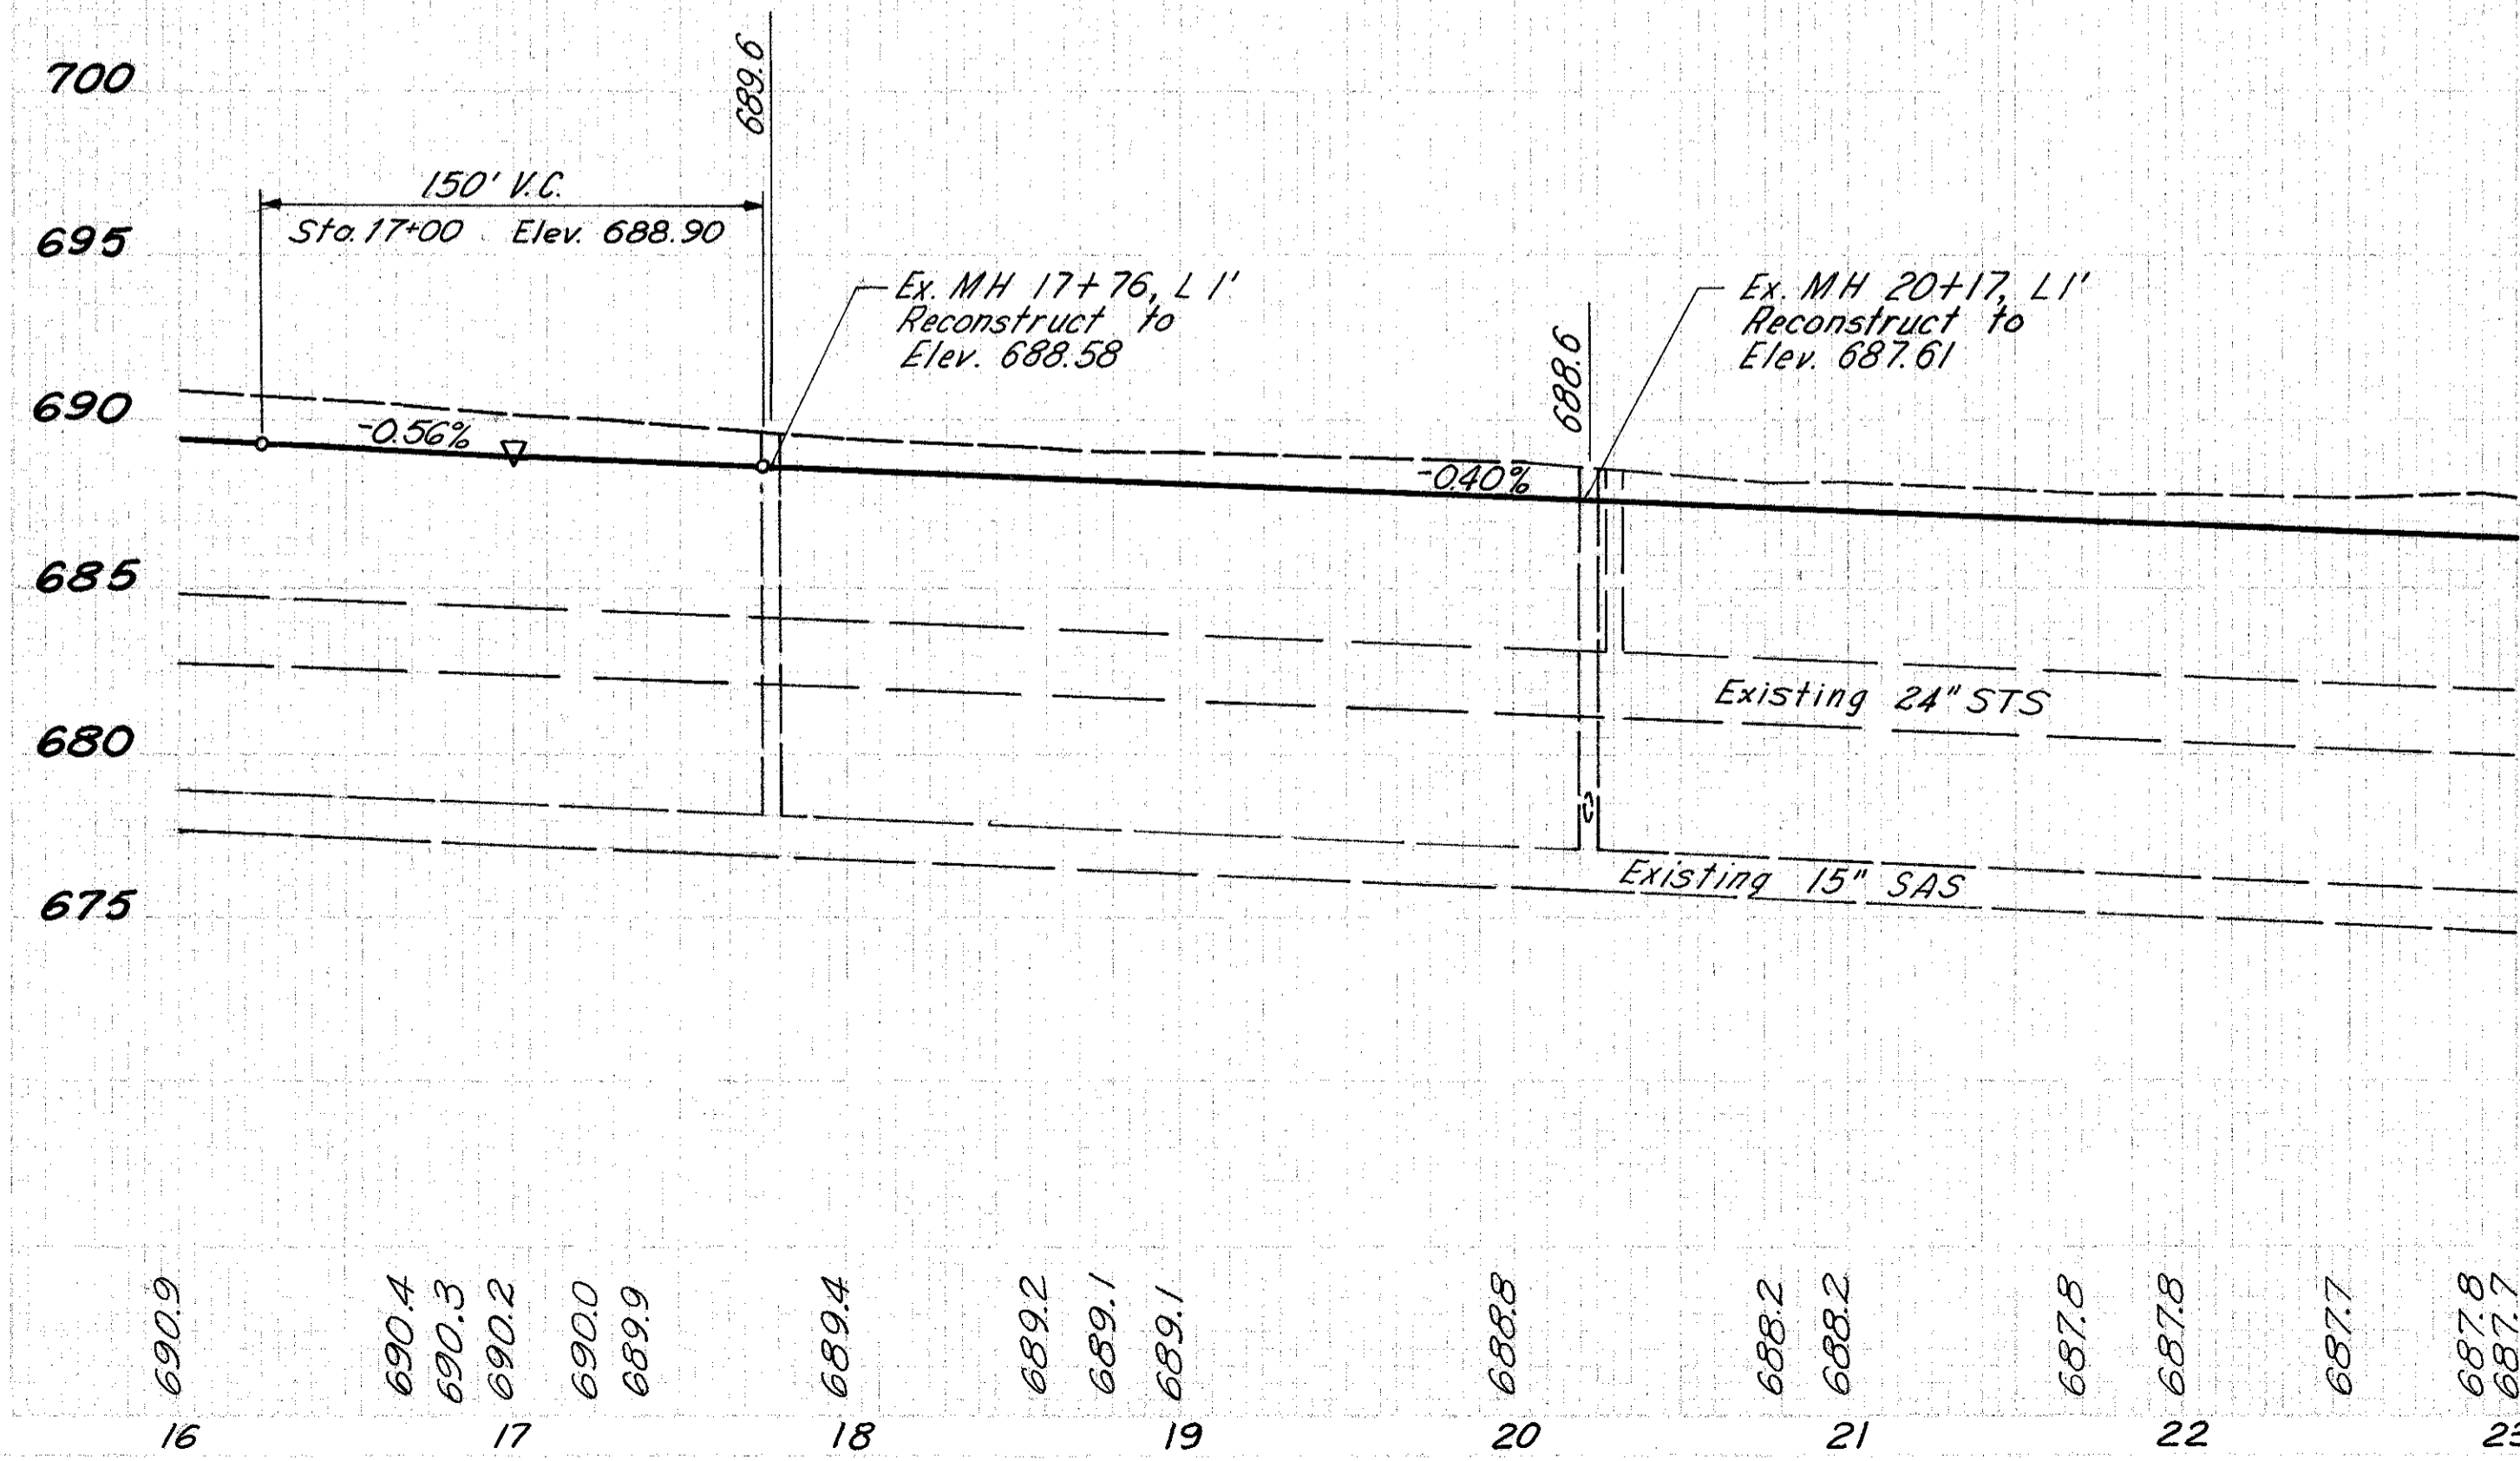 700
689.6
150' V.C.
Sta. 17+00 Elev. 688.90
695
Ex. MH 17+76, L 1'
Reconstruct to
Elev. 688.58
Ex. MH 20+17, L 1'
Reconstruct to
Elev. 687.61
688.6
690
-0.56%
-0.40%
685
Existing 24" STS
680
Existing 15" SAS
675
690.9 690.4 690.3 690.2 690.0 689.9 689.4 689.2 689.1 689.1 688.8 688.2 688.2 687.8 687.8 687.7 687.8 687.7
16 17 18 19 20 21 22 23